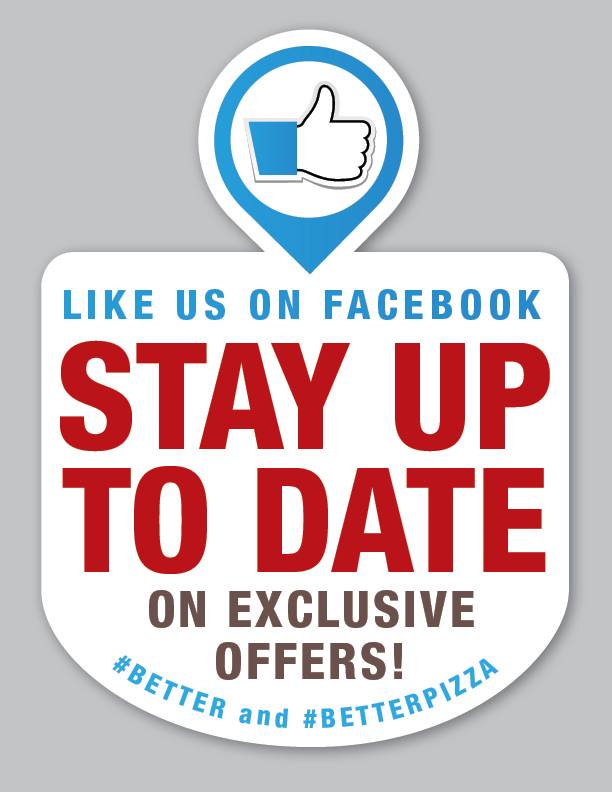 LIKE US ON FACEBOOK
STAY UP
TO DATE
ON EXCLUSIVE
OFFERS!
#BETTER and #BETTERPIZZA